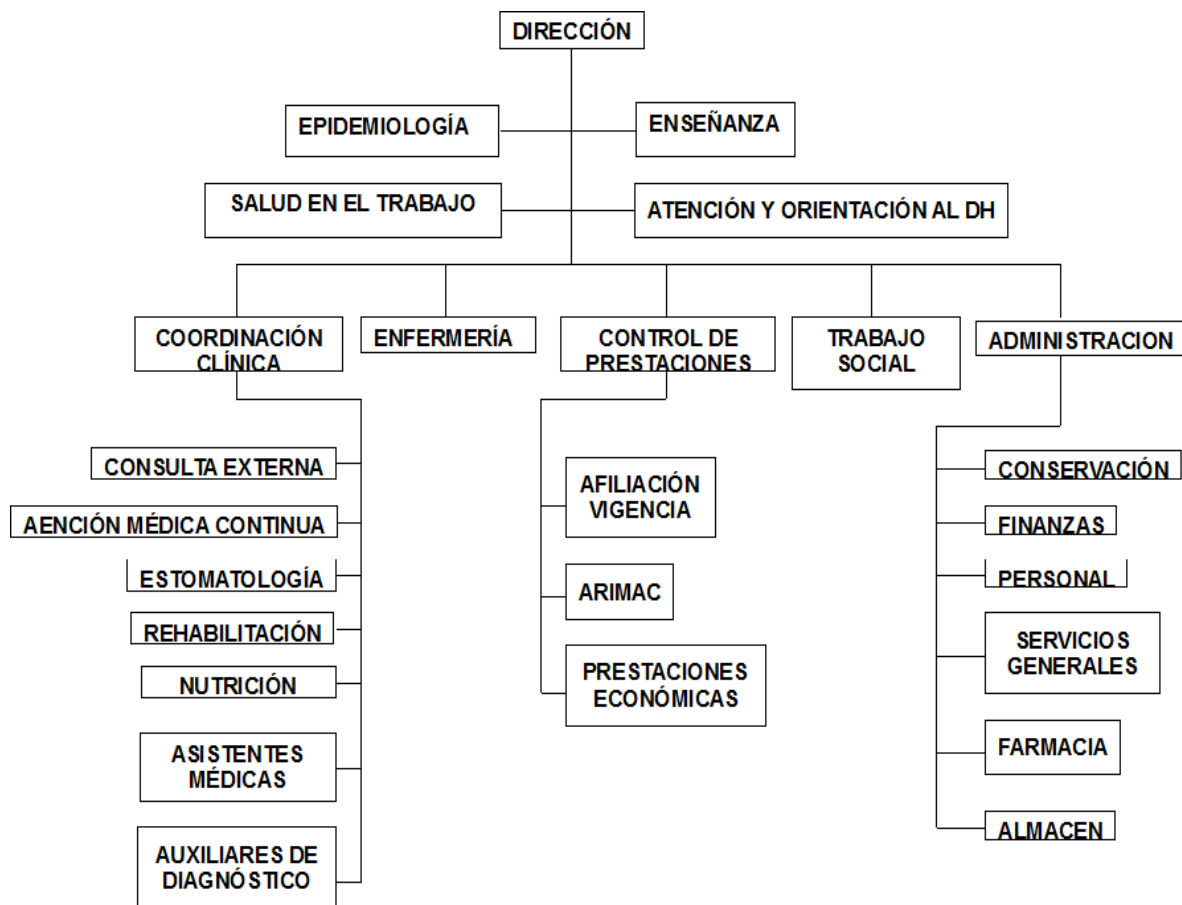 DIRECCIÓN
EPIDEMIOLOGÍA
ENSEÑANZA
SALUD EN EL TRABAJO
ATENCIÓN Y ORIENTACIÓN AL DH
COORDINACIÓN
CLÍNICA
ENFERMERÍA
CONTROL DE
PRESTACIONES
TRABAJO
SOCIAL
ADMINISTRACION
CONSULTA EXTERNA
AENCIÓN MÉDICA CONTINUA
ESTOMATOLOGÍA
REHABILITACIÓN
NUTRICIÓN
ASISTENTES
MÉDICAS
AUXILIARES DE
DIAGNÓSTICO
AFILIACIÓN
VIGENCIA
ARIMAC
PRESTACIONES
ECONÓMICAS
CONSERVACIÓN
FINANZAS
PERSONAL
SERVICIOS
GENERALES
FARMACIA
ALMACEN